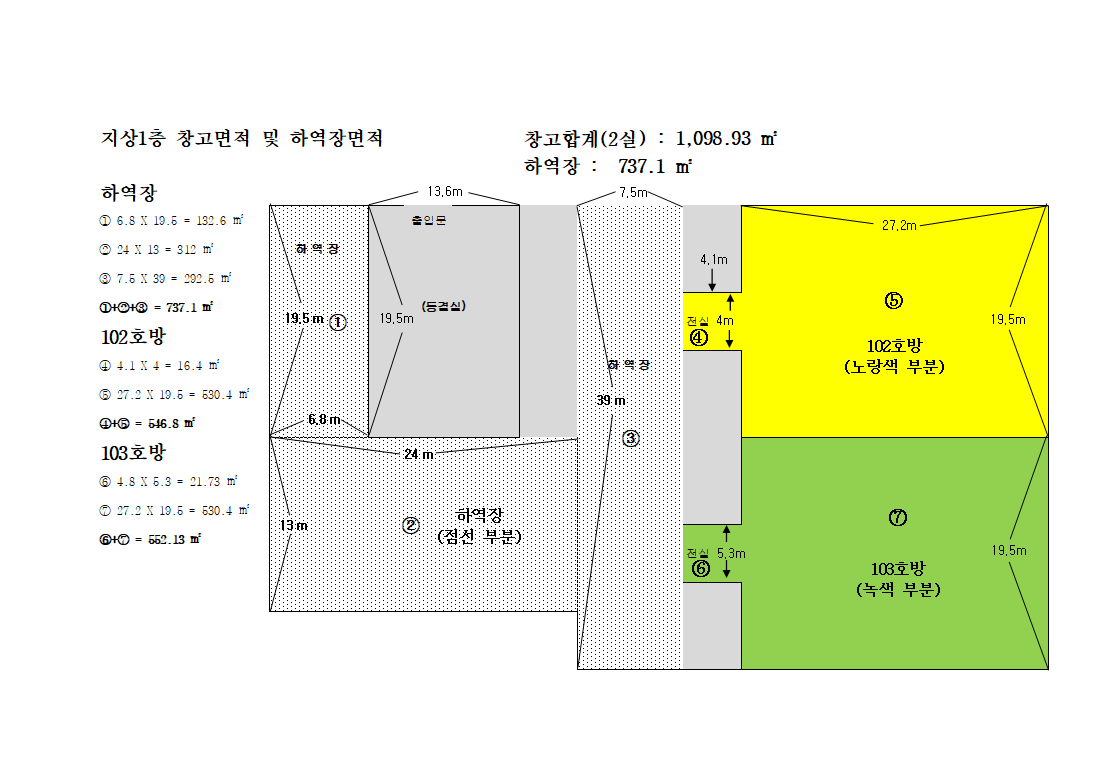 지상1층 창고면적 및 하역장면적
창고합계(2실) : 1,098.93 ㎡
하역장 : 737.1 ㎡
하역장
① 6.8 X 19.5 = 132.6 ㎡
② 24 X 13 = 312 ㎡
③ 7.5 X 39 = 292.5 ㎡
①+②+③ = 737.1 ㎡
102호방
④ 4.1 X 4 = 16.4 ㎡
⑤ 27.2 X 19.5 = 530.4 ㎡
④+⑤ = 546.8 ㎡
103호방
⑥ 4.8 X 5.3 = 21.73 ㎡
⑦ 27.2 X 19.5 = 530.4 ㎡
⑥+⑦ = 552.13 ㎡
13.6m
7.5m
출입문
27.2m
하역장
4.1m
⑤
(동결실)
19.5m ①
19.5m
전실 4m
④
19.5m
102호방
(노랑색 부분)
하역장
39 m
6.8 m
③
24 m
하역장
(점선 부분)
②
13 m
⑦
전실 5.3m
⑥
19.5m
103호방
(녹색 부분)